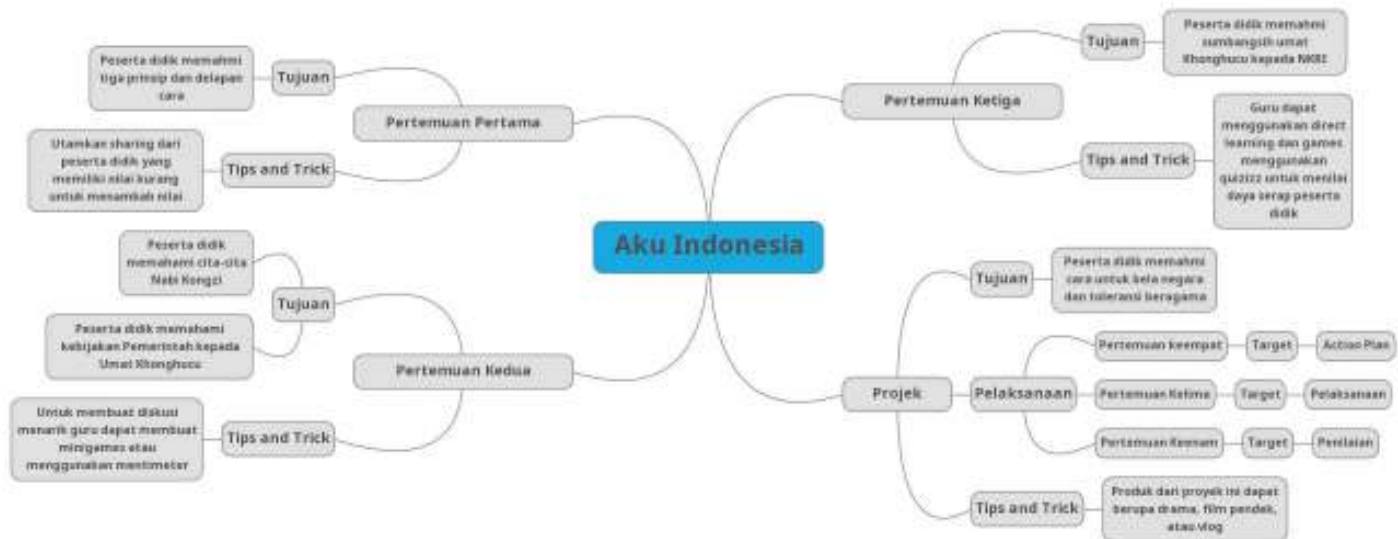 Aku Indonesia
Pertemuan Pertama
Tujuan
Peserta didik memahmi
tiga prinsip dan delapan
cara
Tips and Trick
Utamkan sharing dari
peserta didik yang
memiliki nilai kurang
untuk menambah nilai
Pertemuan Kedua
Tujuan
Peserta didik
memahami cita-cita
Nabi Kongzi
Peserta didik memahami
kebijakan Pemerintah kepada
Umat Khonghucu
Tips and Trick
Untuk membuat diskusi
menarik guru dapat membuat
minigames atau
menggunakan mentimeter
Pertemuan Ketiga
Tujuan
Peserta didik memahmi
sumbangsih umat
Khonghucu kepada NKRI
Tips and Trick
Guru dapat
menggunakan direct
learning dan games
menggunakan
quizizz untuk menilai
daya serap peserta
didik
Projek
Tujuan
Peserta didik memahmi
cara untuk bela negara
dan toleransi beragama
Pelaksanaan
Pertemuan keempat
Target
Action Plan
Pertemuan Kelima
Target
Pelaksanaan
Pertemuan Keenam
Target
Penilaian
Tips and Trick
Produk dari proyek ini dapat
berupa drama, film pendek,
atau vlog